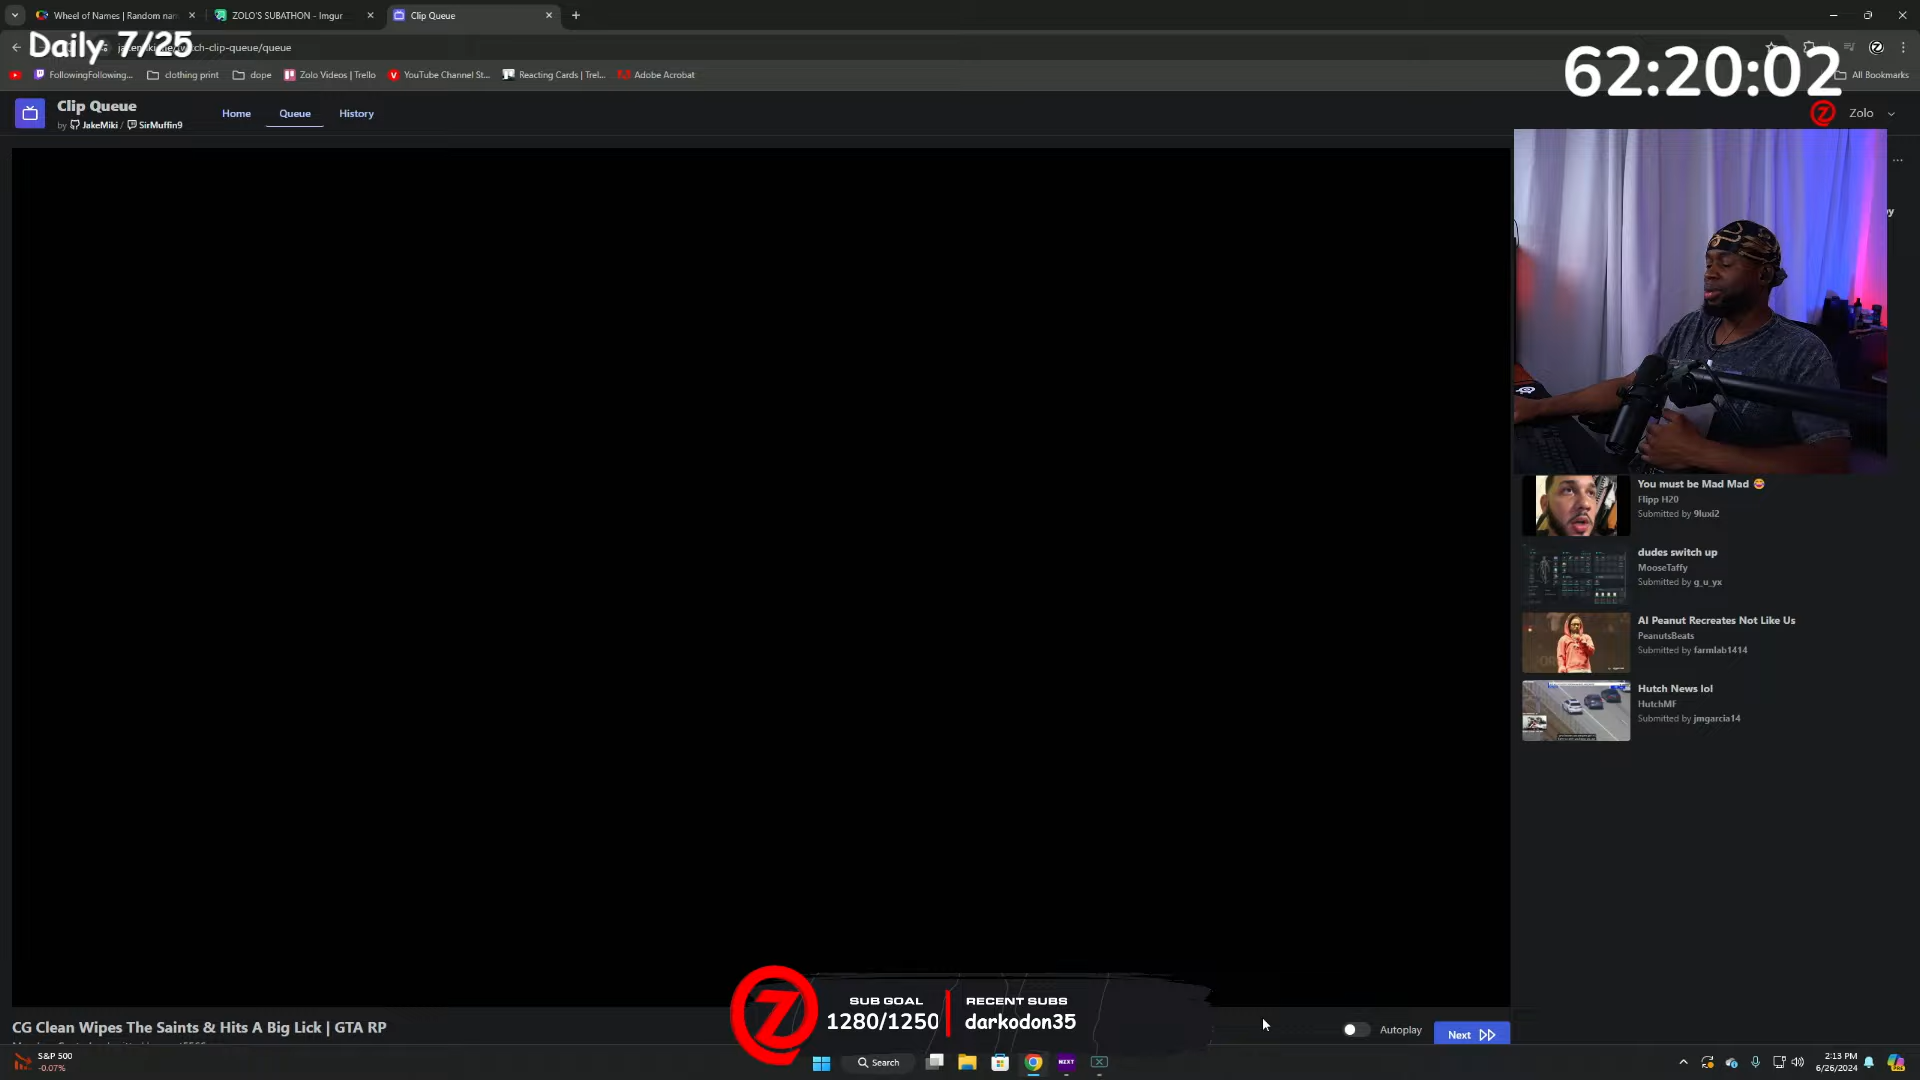 Wheel of Names | Random nam
ZOLO'S SUBATHON - Imgur
Clip Queue
Daily 7/25
ch-clip-queue/queue
62:20:02
FollowingFollowing...
clothing print
dope
Zolo Videos | Trello
YouTube Channel St...
Reacting Cards | Trel...
Adobe Acrobat
All Bookmarks
Clip Queue
by JakeMiki / SirMuffin9
Home
Queue
History
Zolo
You must be Mad Mad
Flipp H20
Submitted by 9luxi2
dudes switch up
MooseTaffy
Submitted by g_u_yx
AI Peanut Recreates Not Like Us
PeanutsBeats
Submitted by farmlab1414
Hutch News lol
HutchMF
Submitted by jmgarcia14
SUB GOAL
1280/1250
RECENT SUBS
darkodon35
CG Clean Wipes The Saints & Hits A Big Lick | GTA RP
Autoplay
Next
S&P 500
-0.07%
Search
2:13 PM
6/26/2024